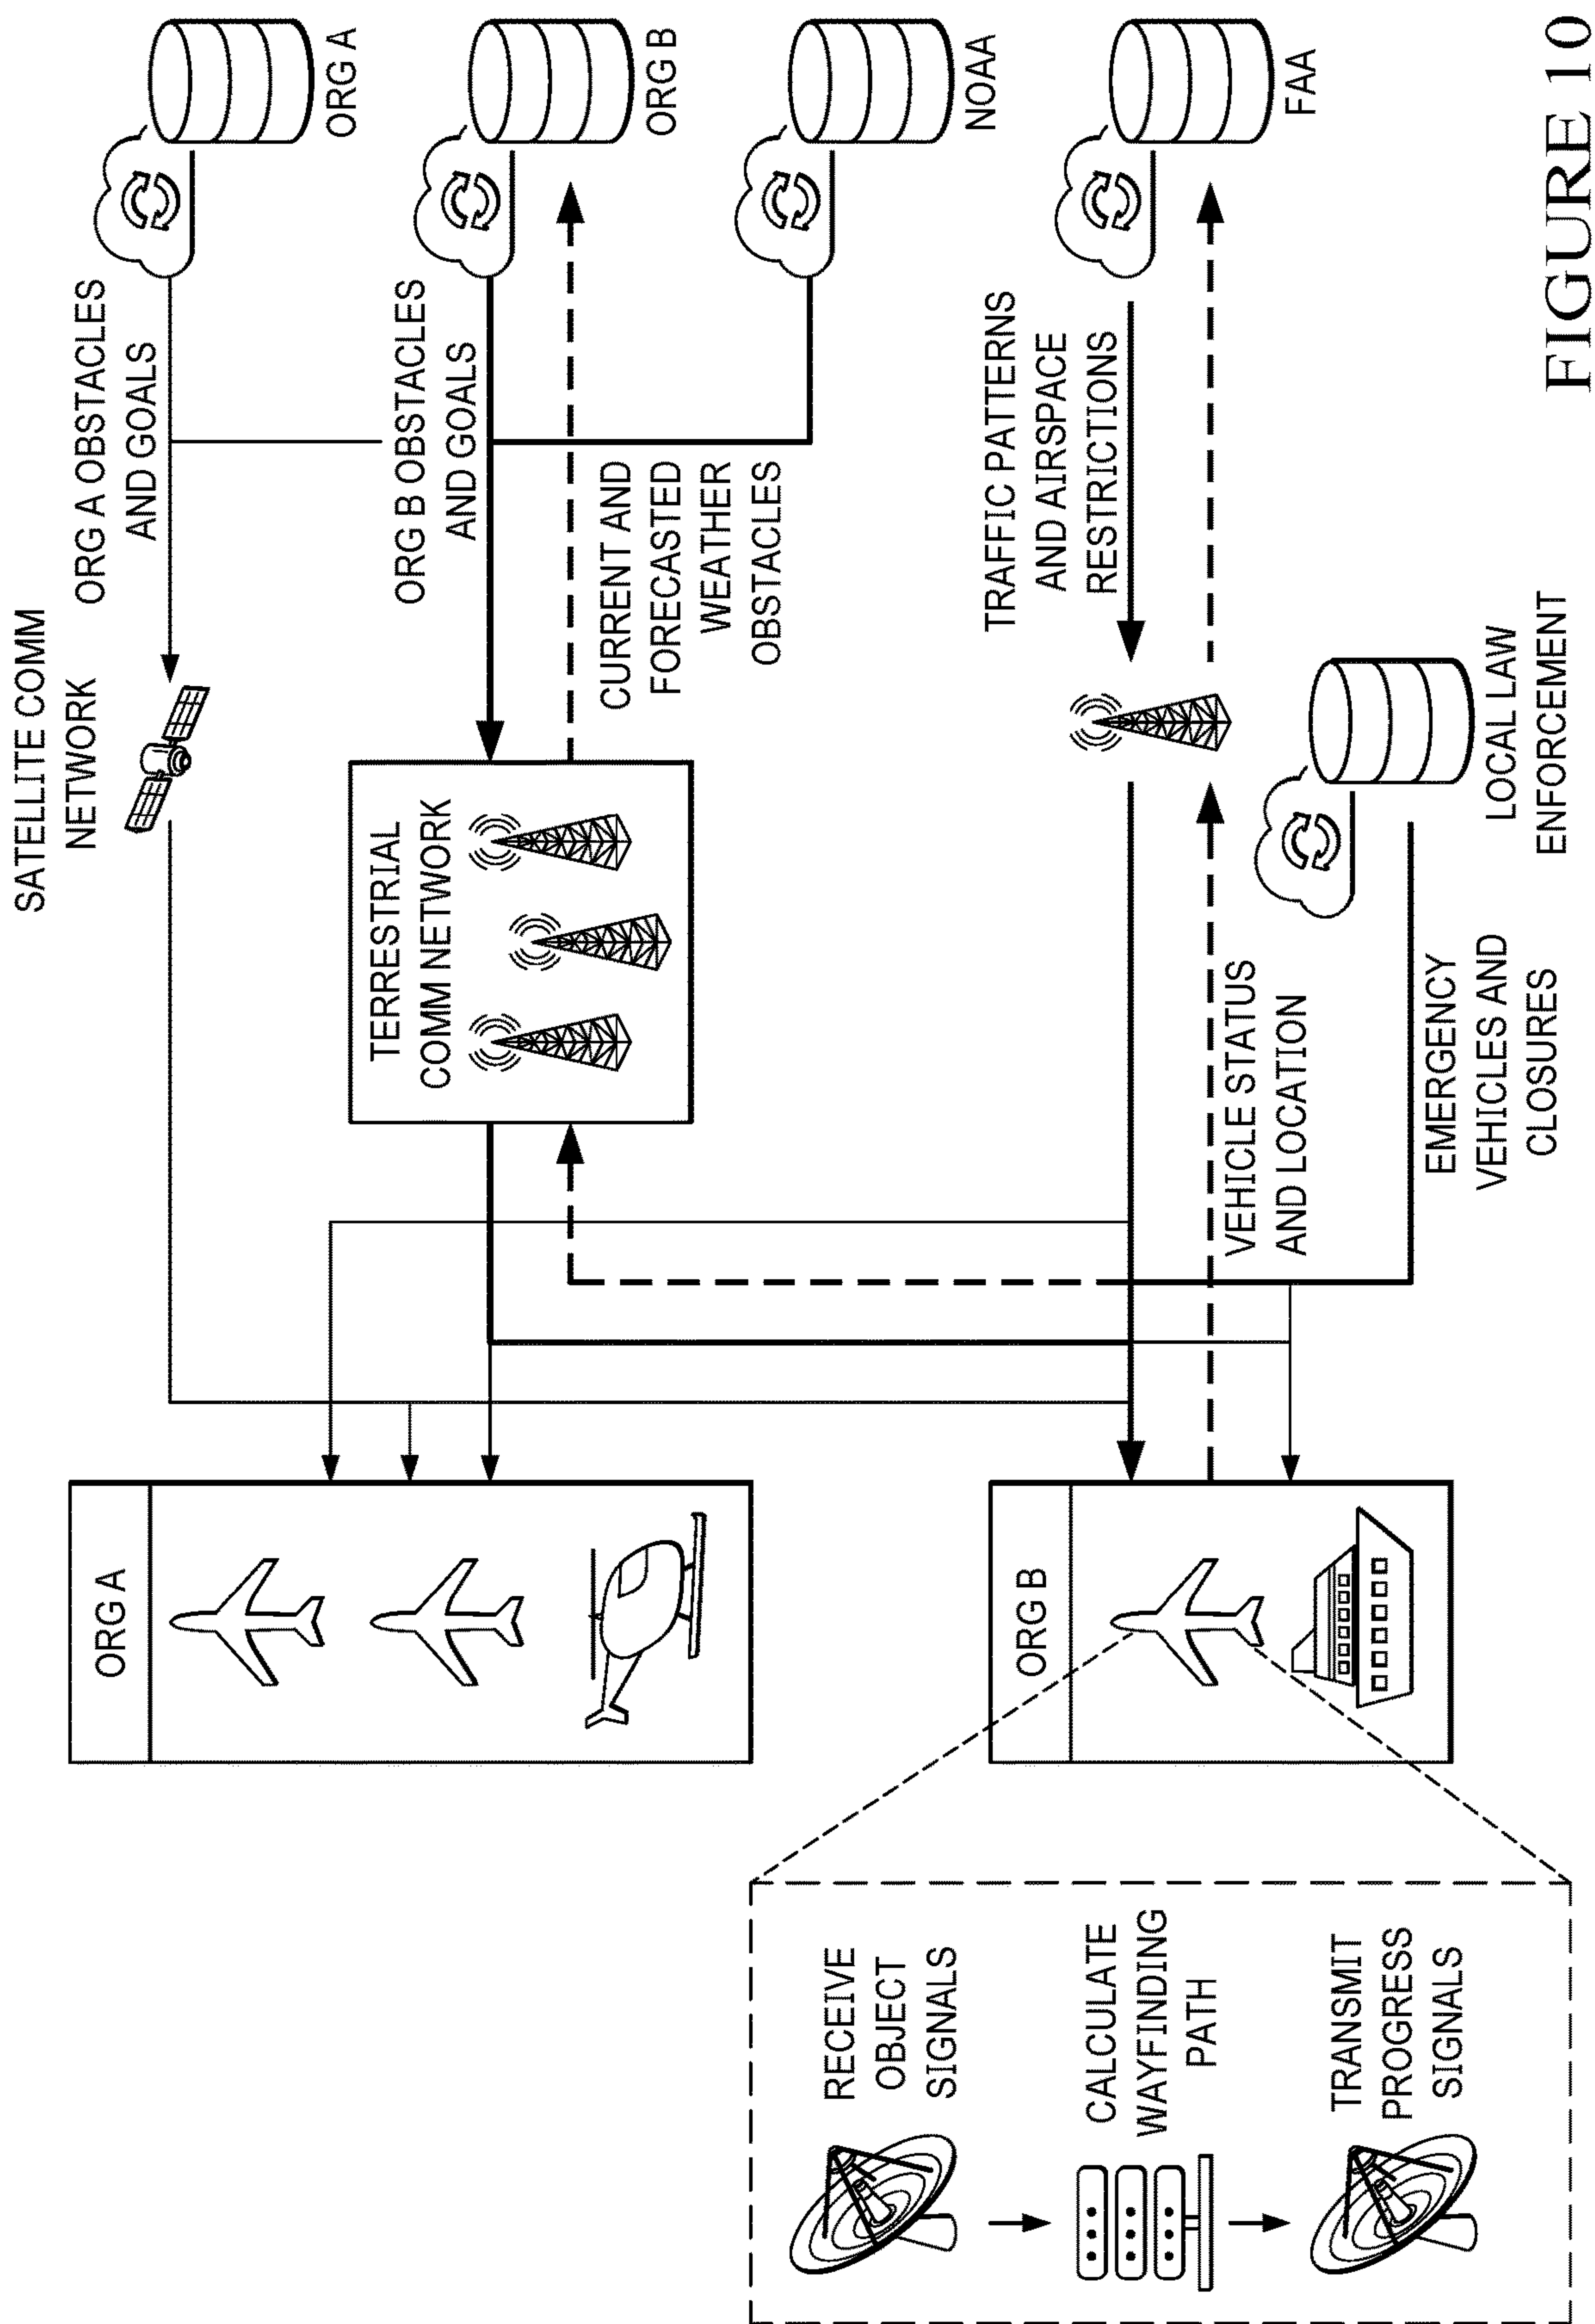 SATELLITE COMM
NETWORK
ORG A OBSTACLES
AND GOALS
ORG A
TERRESTRIAL
COMM NETWORK
ORG B OBSTACLES
AND GOALS
ORG B
CURRENT AND
FORECASTED
WEATHER
OBSTACLES
NOAA
ORG A
TRAFFIC PATTERNS
AND AIRSPACE
RESTRICTIONS
FAA
ORG B
VEHICLE STATUS
AND LOCATION
LOCAL LAW
ENFORCEMENT
EMERGENCY
VEHICLES AND
CLOSURES
RECEIVE
OBJECT
SIGNALS
CALCULATE
WAYFINDING
PATH
TRANSMIT
PROGRESS
SIGNALS
FIGURE 10